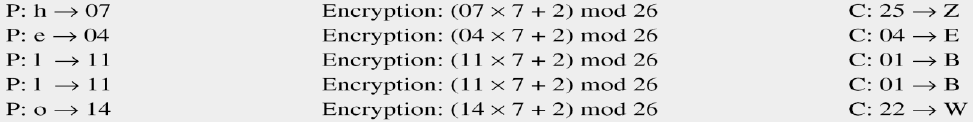 P: h → 07 Encryption: (07 × 7 + 2) mod 26 C: 25 → Z
P: e → 04 Encryption: (04 × 7 + 2) mod 26 C: 04 → E
P: l → 11 Encryption: (11 × 7 + 2) mod 26 C: 01 → B
P: l → 11 Encryption: (11 × 7 + 2) mod 26 C: 01 → B
P: o → 14 Encryption: (14 × 7 + 2) mod 26 C: 22 → W